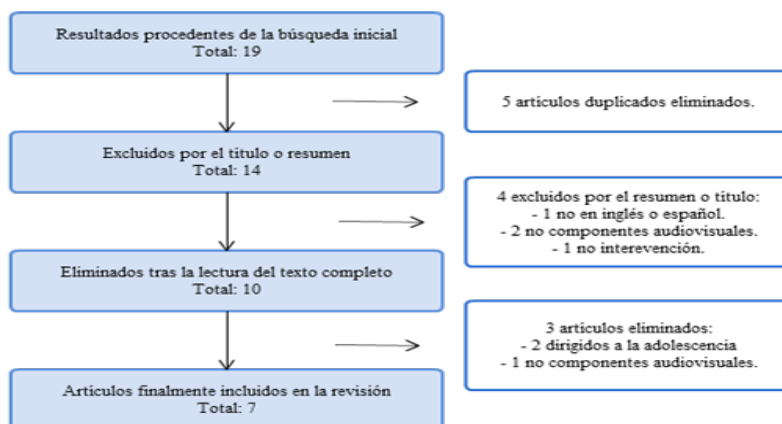 Resultados procedentes de la búsqueda inicial
Total: 19
5 artículos duplicados eliminados.
Excluidos por el título o resumen
Total: 14
4 excluidos por el resumen o título:
- 1 no en inglés o español.
- 2 no componentes audiovisuales.
- 1 no interevención.
Eliminados tras la lectura del texto completo
Total: 10
3 artículos eliminados:
- 2 dirigidos a la adolescencia
- 1 no componentes audiovisuales.
Artículos finalmente incluidos en la revisión
Total: 7